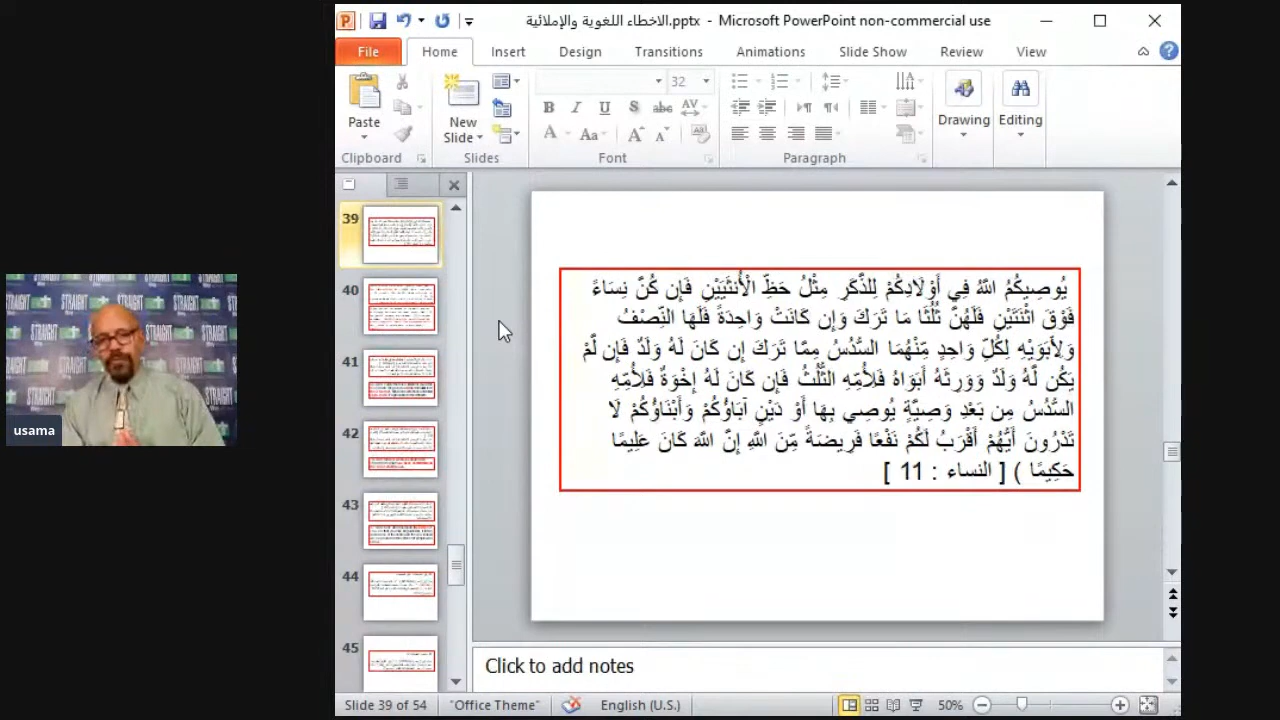 الاخطاء اللغوية والإملائية.pptx - Microsoft PowerPoint non-commercial use
File Home Insert Design Transitions Animations Slide Show Review View
32
Paste New Slide Drawing Editing
Clipboard Slides Font Paragraph
39
40
41
42
43
44
45
STRAIGHT
usama
يُوصِيكُمُ اللَّهُ فِي أَوْلَادِكُمْ لِلذَّكَرِ مِثْلُ حَظِّ الْأُنثَيَيْنِ فَإِن كُنَّ نِسَاءً
فَوْقَ اثْنَتَيْنِ فَلَهُنَّ ثُلُثَا مَا تَرَكَ وَإِن كَانَتْ وَاحِدَةً فَلَهَا النِّصْفُ
وَلِأَبَوَيْهِ لِكُلِّ وَاحِدٍ مِّنْهُمَا السُّدُسُ مِمَّا تَرَكَ إِن كَانَ لَهُ وَلَدٌ فَإِن لَّمْ
يَكُن لَّهُ وَلَدٌ وَوَرِثَهُ أَبَوَاهُ فَلِأُمِّهِ الثُّلُثُ فَإِن كَانَ لَهُ إِخْوَةٌ فَلِأُمِّهِ
السُّدُسُ مِن بَعْدِ وَصِيَّةٍ يُوصِي بِهَا أَوْ دَيْنٍ آبَاؤُكُمْ وَأَبْنَاؤُكُمْ لَا
تَدْرُونَ أَيُّهُمْ أَقْرَبُ لَكُمْ نَفْعًا فَرِيضَةً مِّنَ اللَّهِ إِنَّ اللَّهَ كَانَ عَلِيمًا
حَكِيمًا ) [ النساء : 11 ]
Click to add notes
Slide 39 of 54 "Office Theme" English (U.S.) 50%